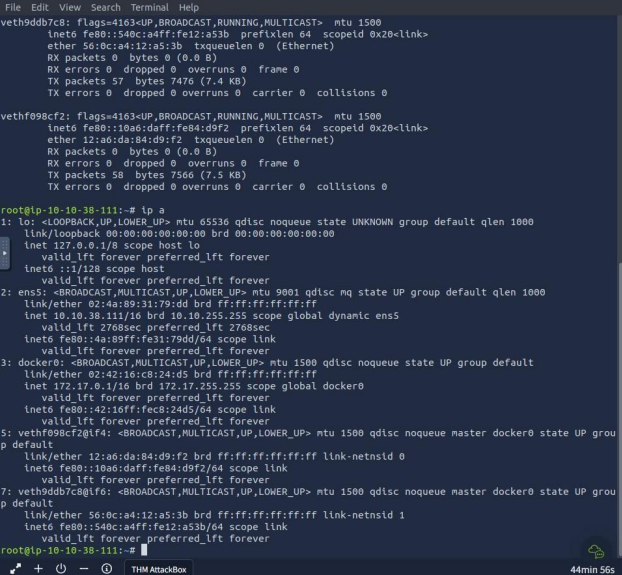 File Edit View Search Terminal Help
veth9ddb7c8: flags=4163<UP,BROADCAST,RUNNING,MULTICAST>  mtu 1500
        inet6 fe80::540c:a4ff:fe12:a53b  prefixlen 64  scopeid 0x20<link>
        ether 56:0c:a4:12:a5:3b  txqueuelen 0  (Ethernet)
        RX packets 0  bytes 0 (0.0 B)
        RX errors 0  dropped 0  overruns 0  frame 0
        TX packets 57  bytes 7476 (7.4 KB)
        TX errors 0  dropped 0 overruns 0  carrier 0  collisions 0

vethf098cf2: flags=4163<UP,BROADCAST,RUNNING,MULTICAST>  mtu 1500
        inet6 fe80::10a6:daff:fe84:d9f2  prefixlen 64  scopeid 0x20<link>
        ether 12:a6:da:84:d9:f2  txqueuelen 0  (Ethernet)
        RX packets 0  bytes 0 (0.0 B)
        RX errors 0  dropped 0  overruns 0  frame 0
        TX packets 58  bytes 7566 (7.5 KB)
        TX errors 0  dropped 0 overruns 0  carrier 0  collisions 0

root@ip-10-10-38-111:~# ip a
1: lo: <LOOPBACK,UP,LOWER_UP> mtu 65536 qdisc noqueue state UNKNOWN group default qlen 1000
    link/loopback 00:00:00:00:00:00 brd 00:00:00:00:00:00
    inet 127.0.0.1/8 scope host lo
       valid_lft forever preferred_lft forever
    inet6 ::1/128 scope host
       valid_lft forever preferred_lft forever
2: ens5: <BROADCAST,MULTICAST,UP,LOWER_UP> mtu 9001 qdisc mq state UP group default qlen 1000
    link/ether 02:4a:89:31:79:dd brd ff:ff:ff:ff:ff:ff
    inet 10.10.38.111/16 brd 10.10.255.255 scope global dynamic ens5
       valid_lft 2768sec preferred_lft 2768sec
    inet6 fe80::4a:89ff:fe31:79dd/64 scope link
       valid_lft forever preferred_lft forever
3: docker0: <BROADCAST,MULTICAST,UP,LOWER_UP> mtu 1500 qdisc noqueue state UP group default
    link/ether 02:42:16:c8:24:d5 brd ff:ff:ff:ff:ff:ff
    inet 172.17.0.1/16 brd 172.17.255.255 scope global docker0
       valid_lft forever preferred_lft forever
    inet6 fe80::42:16ff:fec8:24d5/64 scope link
       valid_lft forever preferred_lft forever
5: vethf098cf2@if4: <BROADCAST,MULTICAST,UP,LOWER_UP> mtu 1500 qdisc noqueue master docker0 state UP grou
p default
    link/ether 12:a6:da:84:d9:f2 brd ff:ff:ff:ff:ff:ff link-netnsid 0
    inet6 fe80::10a6:daff:fe84:d9f2/64 scope link
       valid_lft forever preferred_lft forever
7: veth9ddb7c8@if6: <BROADCAST,MULTICAST,UP,LOWER_UP> mtu 1500 qdisc noqueue master docker0 state UP grou
p default
    link/ether 56:0c:a4:12:a5:3b brd ff:ff:ff:ff:ff:ff link-netnsid 1
    inet6 fe80::540c:a4ff:fe12:a53b/64 scope link
       valid_lft forever preferred_lft forever
root@ip-10-10-38-111:~#
THM AttackBox
44min 56s